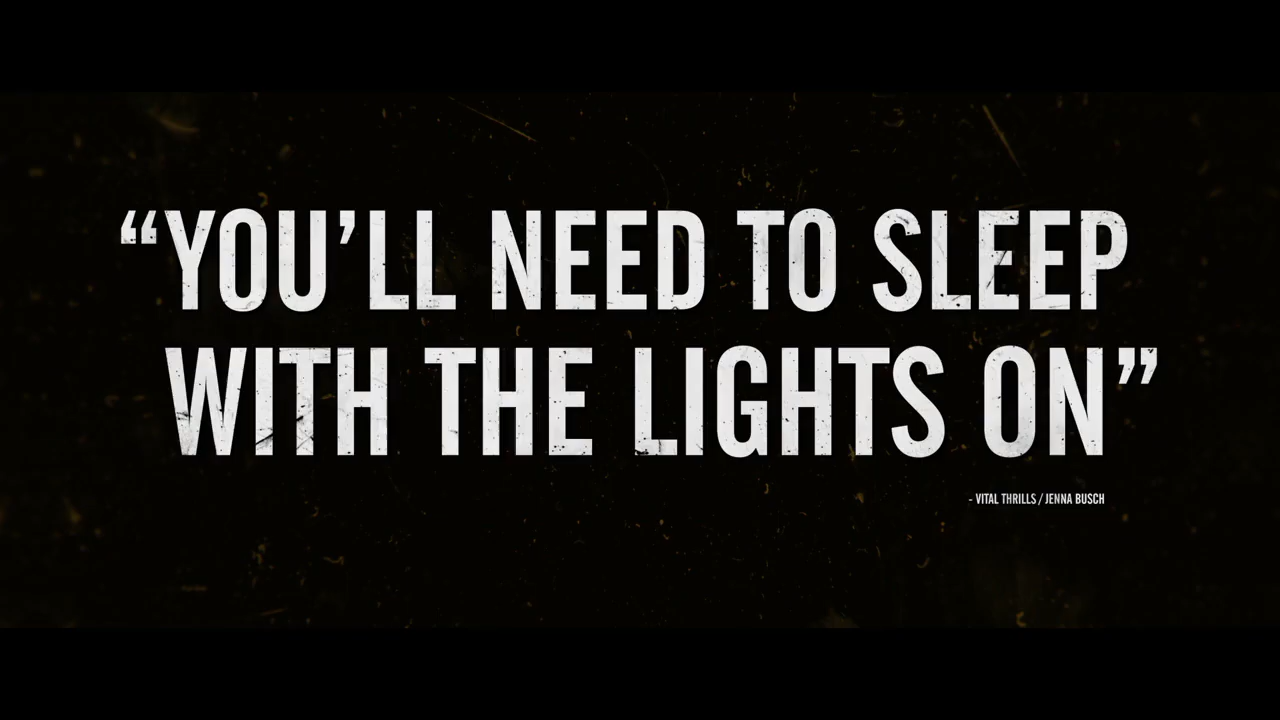 “YOU’LL NEED TO SLEEP
WITH THE LIGHTS ON”
- VITAL THRILLS / JENNA BUSCH